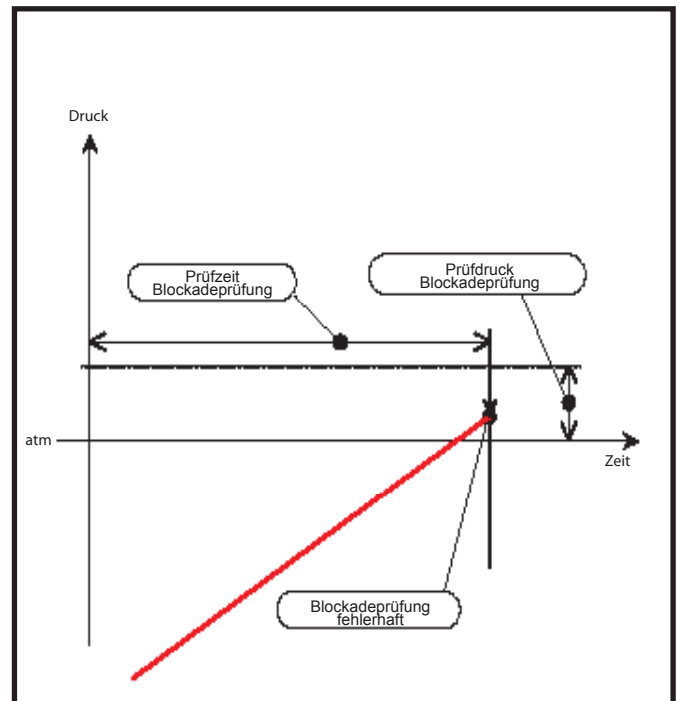 Druck
Prüfzeit
Blockadeprüfung
Prüfdruck
Blockadeprüfung
atm
Zeit
Blockadeprüfung
fehlerhaft